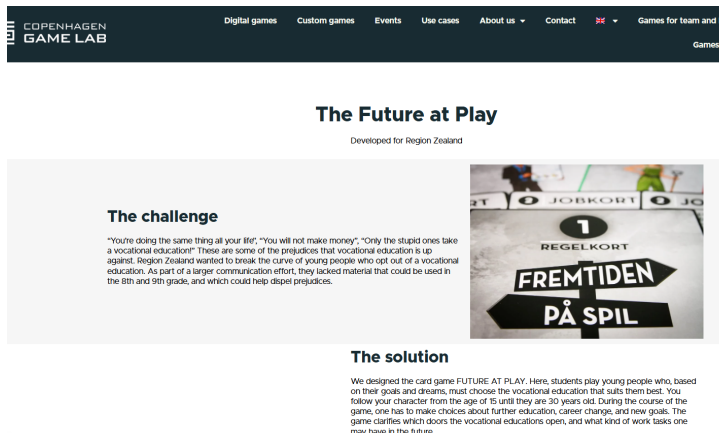 COPENHAGEN
GAME LAB
Digital games Custom games Events Use cases About us Contact Games for team and
Games
The Future at Play
Developed for Region Zealand
The challenge
"You're doing the same thing all your life", "You will not make money", "Only the stupid ones take
a vocational education!" These are some of the prejudices that vocational education is up
against. Region Zealand wanted to break the curve of young people who opt out of a vocational
education. As part of a larger communication effort, they lacked material that could be used in
the 8th and 9th grade, and which could help dispel prejudices.
RT 1 JOBKORT 1 JO
1
REGELKORT
FREMTIDEN
PÅ SPIL
The solution
We designed the card game FUTURE AT PLAY. Here, students play young people who, based
on their goals and dreams, must choose the vocational education that suits them best. You
follow your character from the age of 15 until they are 30 years old. During the course of the
game, one has to make choices about further education, career change, and new goals. The
game clarifies which doors the vocational educations open, and what kind of work tasks one
may have in the future